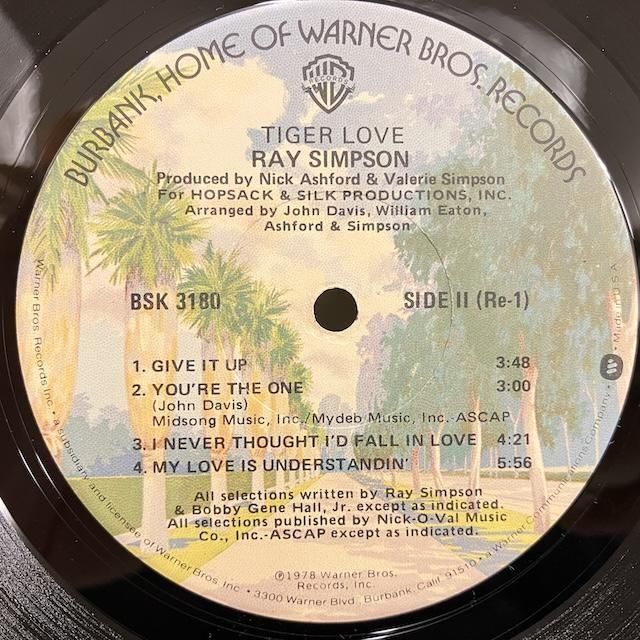 BURBANK, HOME OF WARNER BROS. RECORDS
WB
RECORDS
TIGER LOVE
RAY SIMPSON
Produced by Nick Ashford & Valerie Simpson
For HOPSACK & SILK PRODUCTIONS, INC.
Arranged by John Davis, William Eaton,
Ashford & Simpson
BSK 3180 SIDE II (Re-1)
1. GIVE IT UP 3:48
2. YOU'RE THE ONE 3:00
(John Davis)
Midsong Music, Inc./Mydeb Music, Inc.-ASCAP
3. I NEVER THOUGHT I'D FALL IN LOVE 4:21
4. MY LOVE IS UNDERSTANDIN' 5:56
All selections written by Ray Simpson
& Bobby Gene Hall, Jr. except as indicated.
All selections published by Nick-O-Val Music
Co., Inc.-ASCAP except as indicated.
℗1978 Warner Bros.
Records, Inc.
Warner Bros. Records Inc. • a subsidiary and licensee of Warner Bros. Inc. • 3300 Warner Blvd., Burbank, Calif. 91510 • a Warner Communications Company • Made in U.S.A.